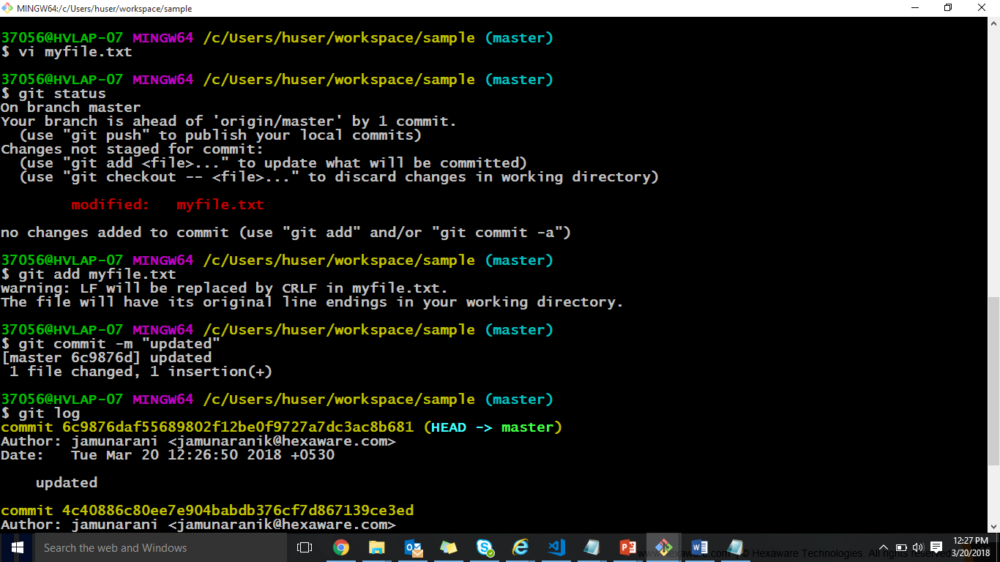 MINGW64:/c/Users/huser/workspace/sample
37056@HVLAP-07 MINGW64 /c/Users/huser/workspace/sample (master)
$ vi myfile.txt
37056@HVLAP-07 MINGW64 /c/Users/huser/workspace/sample (master)
$ git status
On branch master
Your branch is ahead of 'origin/master' by 1 commit.
(use "git push" to publish your local commits)
Changes not staged for commit:
(use "git add <file>..." to update what will be committed)
(use "git checkout -- <file>..." to discard changes in working directory)
modified: myfile.txt
no changes added to commit (use "git add" and/or "git commit -a")
37056@HVLAP-07 MINGW64 /c/Users/huser/workspace/sample (master)
$ git add myfile.txt
warning: LF will be replaced by CRLF in myfile.txt.
The file will have its original line endings in your working directory.
37056@HVLAP-07 MINGW64 /c/Users/huser/workspace/sample (master)
$ git commit -m "updated"
[master 6c9876d] updated
1 file changed, 1 insertion(+)
37056@HVLAP-07 MINGW64 /c/Users/huser/workspace/sample (master)
$ git log
commit 6c9876daf55689802f12be0f9727a7dc3ac8b681 (HEAD -> master)
Author: jamunarani <jamunaranik@hexaware.com>
Date: Tue Mar 20 12:26:50 2018 +0530
updated
commit 4c40886c80ee7e904babdb376cf7d867139ce3ed
Author: jamunarani <jamunaranik@hexaware.com>
Search the web and Windows
12:27 PM
www.hexaware.com | © Hexaware Technologies. All rights reserved.
3/20/2018